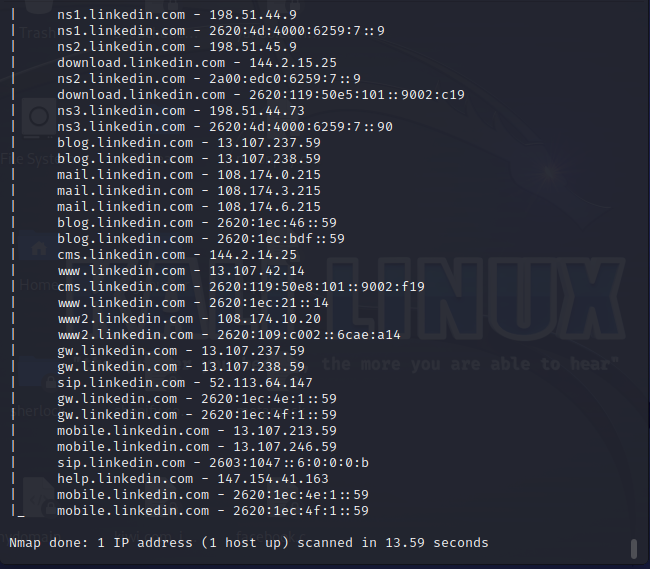 |     ns1.linkedin.com - 198.51.44.9
|     ns1.linkedin.com - 2620:4d:4000:6259:7::9
|     ns2.linkedin.com - 198.51.45.9
|     download.linkedin.com - 144.2.15.25
|     ns2.linkedin.com - 2a00:edc0:6259:7::9
|     download.linkedin.com - 2620:119:50e5:101::9002:c19
|     ns3.linkedin.com - 198.51.44.73
|     ns3.linkedin.com - 2620:4d:4000:6259:7::90
|     blog.linkedin.com - 13.107.237.59
|     blog.linkedin.com - 13.107.238.59
|     mail.linkedin.com - 108.174.0.215
|     mail.linkedin.com - 108.174.3.215
|     mail.linkedin.com - 108.174.6.215
|     blog.linkedin.com - 2620:1ec:46::59
|     blog.linkedin.com - 2620:1ec:bdf::59
|     cms.linkedin.com - 144.2.14.25
|     www.linkedin.com - 13.107.42.14
|     cms.linkedin.com - 2620:119:50e8:101::9002:f19
|     www.linkedin.com - 2620:1ec:21::14
|     www2.linkedin.com - 108.174.10.20
|     www2.linkedin.com - 2620:109:c002::6cae:a14
|     gw.linkedin.com - 13.107.237.59
|     gw.linkedin.com - 13.107.238.59
|     sip.linkedin.com - 52.113.64.147
|     gw.linkedin.com - 2620:1ec:4e:1::59
|     gw.linkedin.com - 2620:1ec:4f:1::59
|     mobile.linkedin.com - 13.107.213.59
|     mobile.linkedin.com - 13.107.246.59
|     sip.linkedin.com - 2603:1047::6:0:0:0:b
|     help.linkedin.com - 147.154.41.163
|     mobile.linkedin.com - 2620:1ec:4e:1::59
|_    mobile.linkedin.com - 2620:1ec:4f:1::59
Nmap done: 1 IP address (1 host up) scanned in 13.59 seconds
Trash
File System
Home
LINUX
the more you are able to hear"